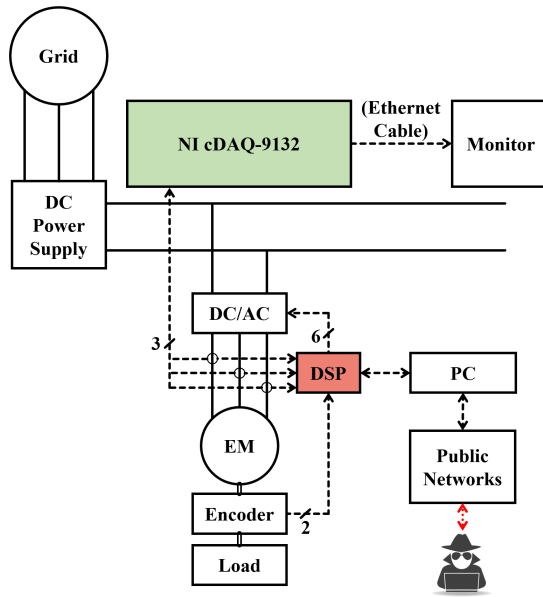 Grid
(Ethernet
Cable)
NI cDAQ-9132
Monitor
DC
Power
Supply
DC/AC
6
3
DSP
PC
EM
Public
Networks
Encoder
2
Load